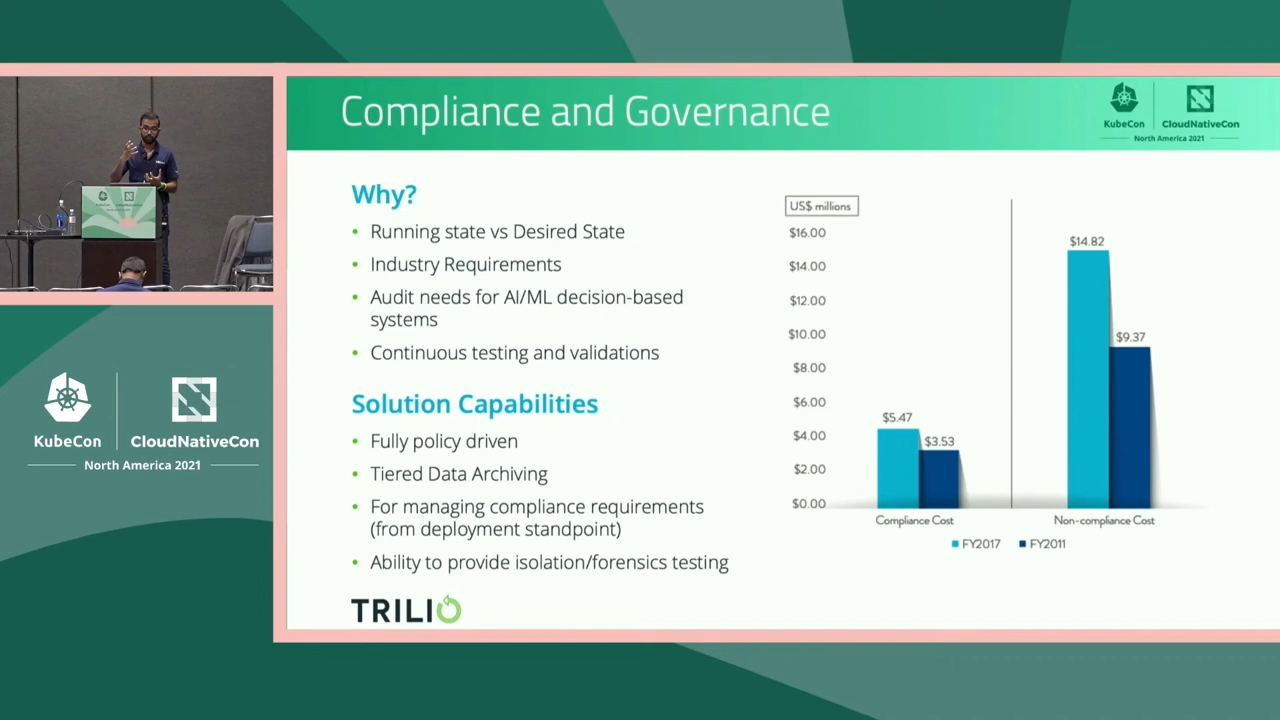 Compliance and Governance
KubeCon
CloudNativeCon
North America 2021
Why?
• Running state vs Desired State
• Industry Requirements
• Audit needs for AI/ML decision-based
systems
• Continuous testing and validations
Solution Capabilities
• Fully policy driven
• Tiered Data Archiving
• For managing compliance requirements
(from deployment standpoint)
• Ability to provide isolation/forensics testing
TRILIO
US$ millions
$16.00
$14.00
$12.00
$10.00
$8.00
$6.00
$4.00
$2.00
$0.00
$5.47
$3.53
$14.82
$9.37
Compliance Cost
Non-compliance Cost
FY2017
FY2011
KubeCon
CloudNativeCon
North America 2021